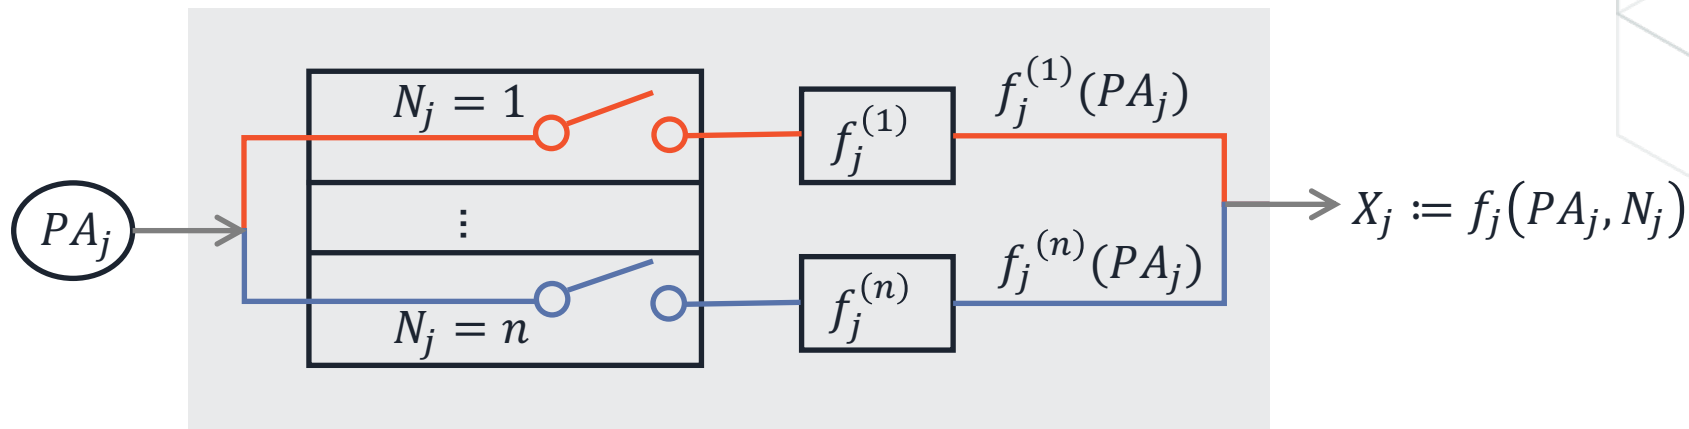 PA_j
N_j = 1
⋮
N_j = n
f_j^(1)
f_j^(n)
f_j^(1)(PA_j)
f_j^(n)(PA_j)
X_j := f_j(PA_j, N_j)